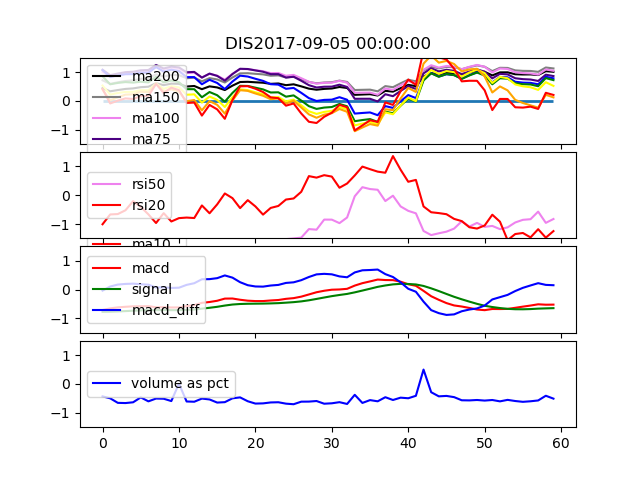 DIS2017-09-05 00:00:00
1
0
−1
ma200
ma150
ma100
ma75
1
0
−1
rsi50
rsi20
ma10
1
0
−1
macd
signal
macd_diff
1
0
−1
volume as pct
0 10 20 30 40 50 60